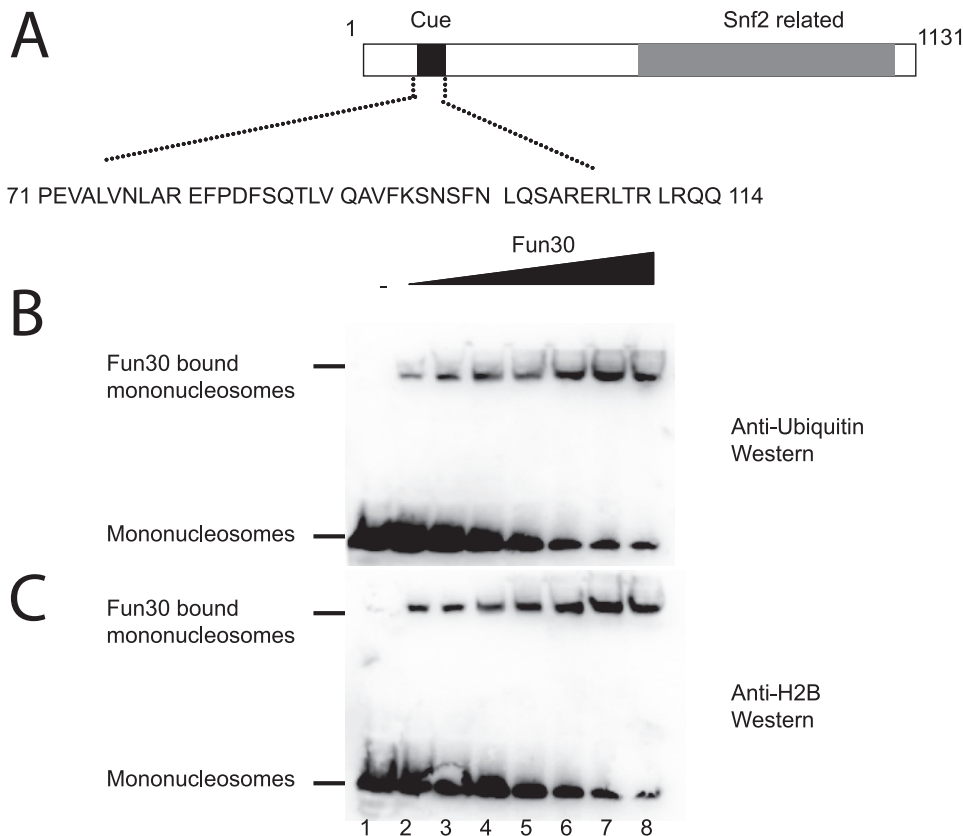 A
1
Cue
Snf2 related
1131
71 PEVALVNLAR EFPDFSQTLV QAVFKSNSFN LQSARERLTR LRQQ 114
Fun30
-
B
Fun30 bound
mononucleosomes
Anti-Ubiquitin
Western
Mononucleosomes
C
Fun30 bound
mononucleosomes
Anti-H2B
Western
Mononucleosomes
1 2 3 4 5 6 7 8